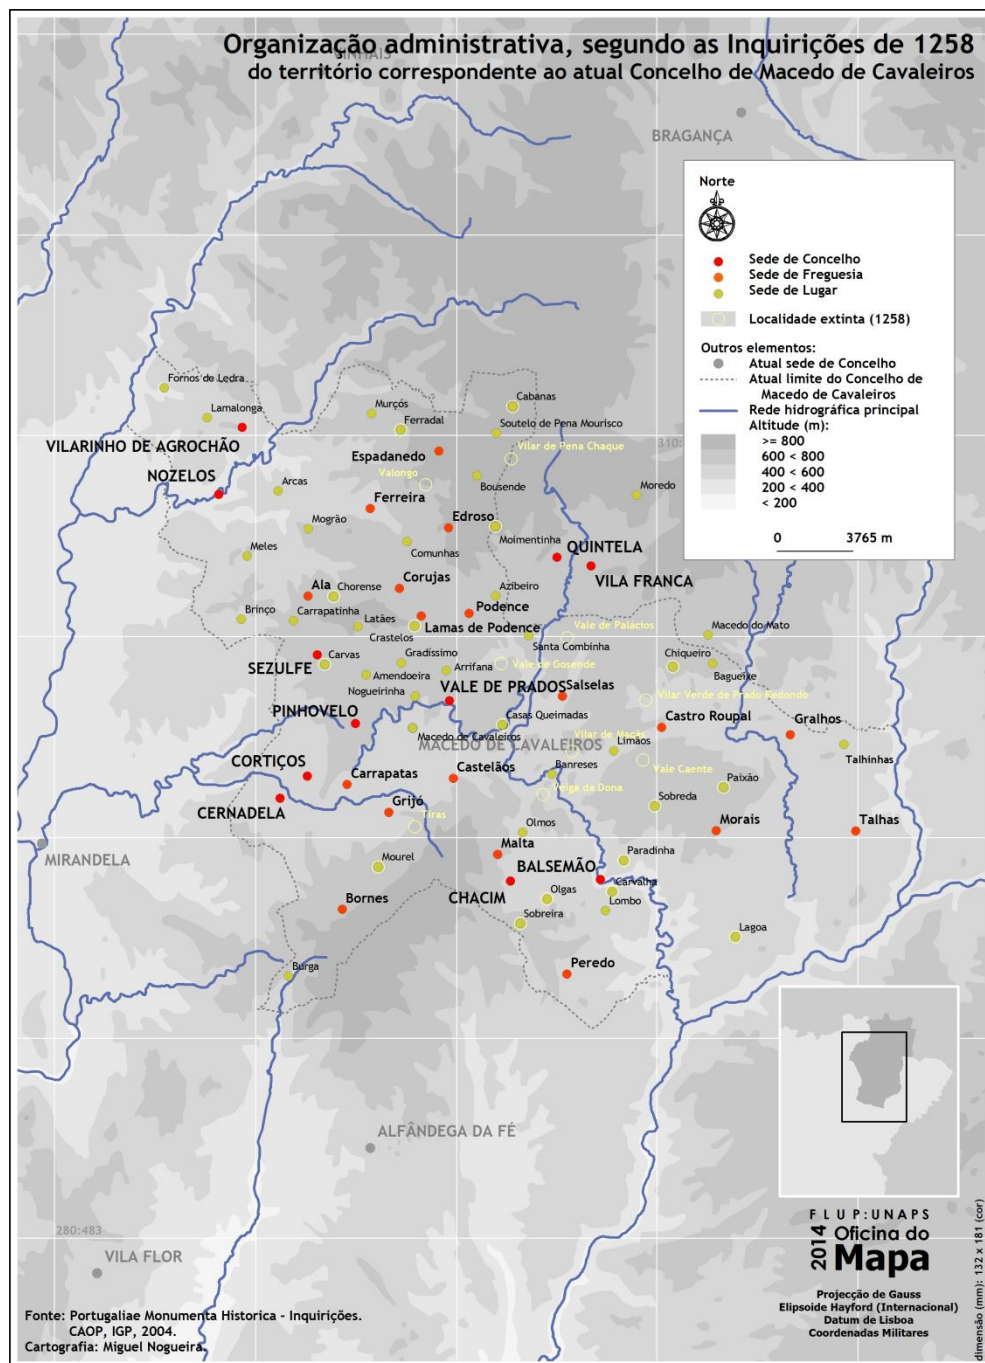 Organização administrativa, segundo as Inquirições de 1258
do território correspondente ao atual Concelho de Macedo de Cavaleiros
VINHAIS
BRAGANÇA
Norte
Sede de Concelho
Sede de Freguesia
Sede de Lugar
Localidade extinta (1258)
Outros elementos:
Atual sede de Concelho
Atual limite do Concelho de
Macedo de Cavaleiros
Rede hidrográfica principal
Altitude (m):
>= 800
600 < 800
400 < 600
200 < 400
< 200
0 3765 m
Fornos de Ledra
Lamalonga
VILARINHO DE AGROCHÃO
NOZELOS
Murçós
Ferradal
Cabanas
Soutelo de Pena Mourisco
Vilar de Pena Chaque
Espadanedo
Valongo
Bousende
Moredo
Arcas
Ferreira
Mogrão
Edroso
Moimentinha
Comunhas
Meles
QUINTELA
VILA FRANCA
Ala
Chorense
Corujas
Azibeiro
Brinço
Carrapatinha
Latães
Podence
Lamas de Podence
Crastelos
Vale de Palacios
Macedo do Mato
Santa Combinha
Carvas
SEZULFE
Gradíssimo
Amendoeira
Arrifana
Vale de Gosende
Chiqueiro
Bagueixe
Nogueirinha
VALE DE PRADOS
Salselas
Vilar Verde de Prado Redondo
PINHOVELO
Casas Queimadas
Castro Roupal
Gralhos
Macedo de Cavaleiros
MACEDO DE CAVALEIROS
Vilar de Maçãs
Limãos
Talhinhas
CORTIÇOS
Carrapatas
Castelãos
Banreses
Vale Caente
Paixão
Veiga da Dona
CERNADELA
Grijó
Sobreda
Tiras
Olmos
Morais
Talhas
MIRANDELA
Malta
Mourel
BALSEMÃO
Paradinha
CHACIM
Olgas
Carvalha
Lombo
Bornes
Sobreira
Lagoa
Burga
Peredo
ALFÂNDEGA DA FÉ
280:483
VILA FLOR
Fonte: Portugaliae Monumenta Historica - Inquirições.
CAOP, IGP, 2004.
Cartografia: Miguel Nogueira.
FLUP:UNAPS
2014 Oficina do
Mapa
Projecção de Gauss
Elipsoide Hayford (Internacional)
Datum de Lisboa
Coordenadas Militares
dimensão (mm): 132 x 181 (cor)